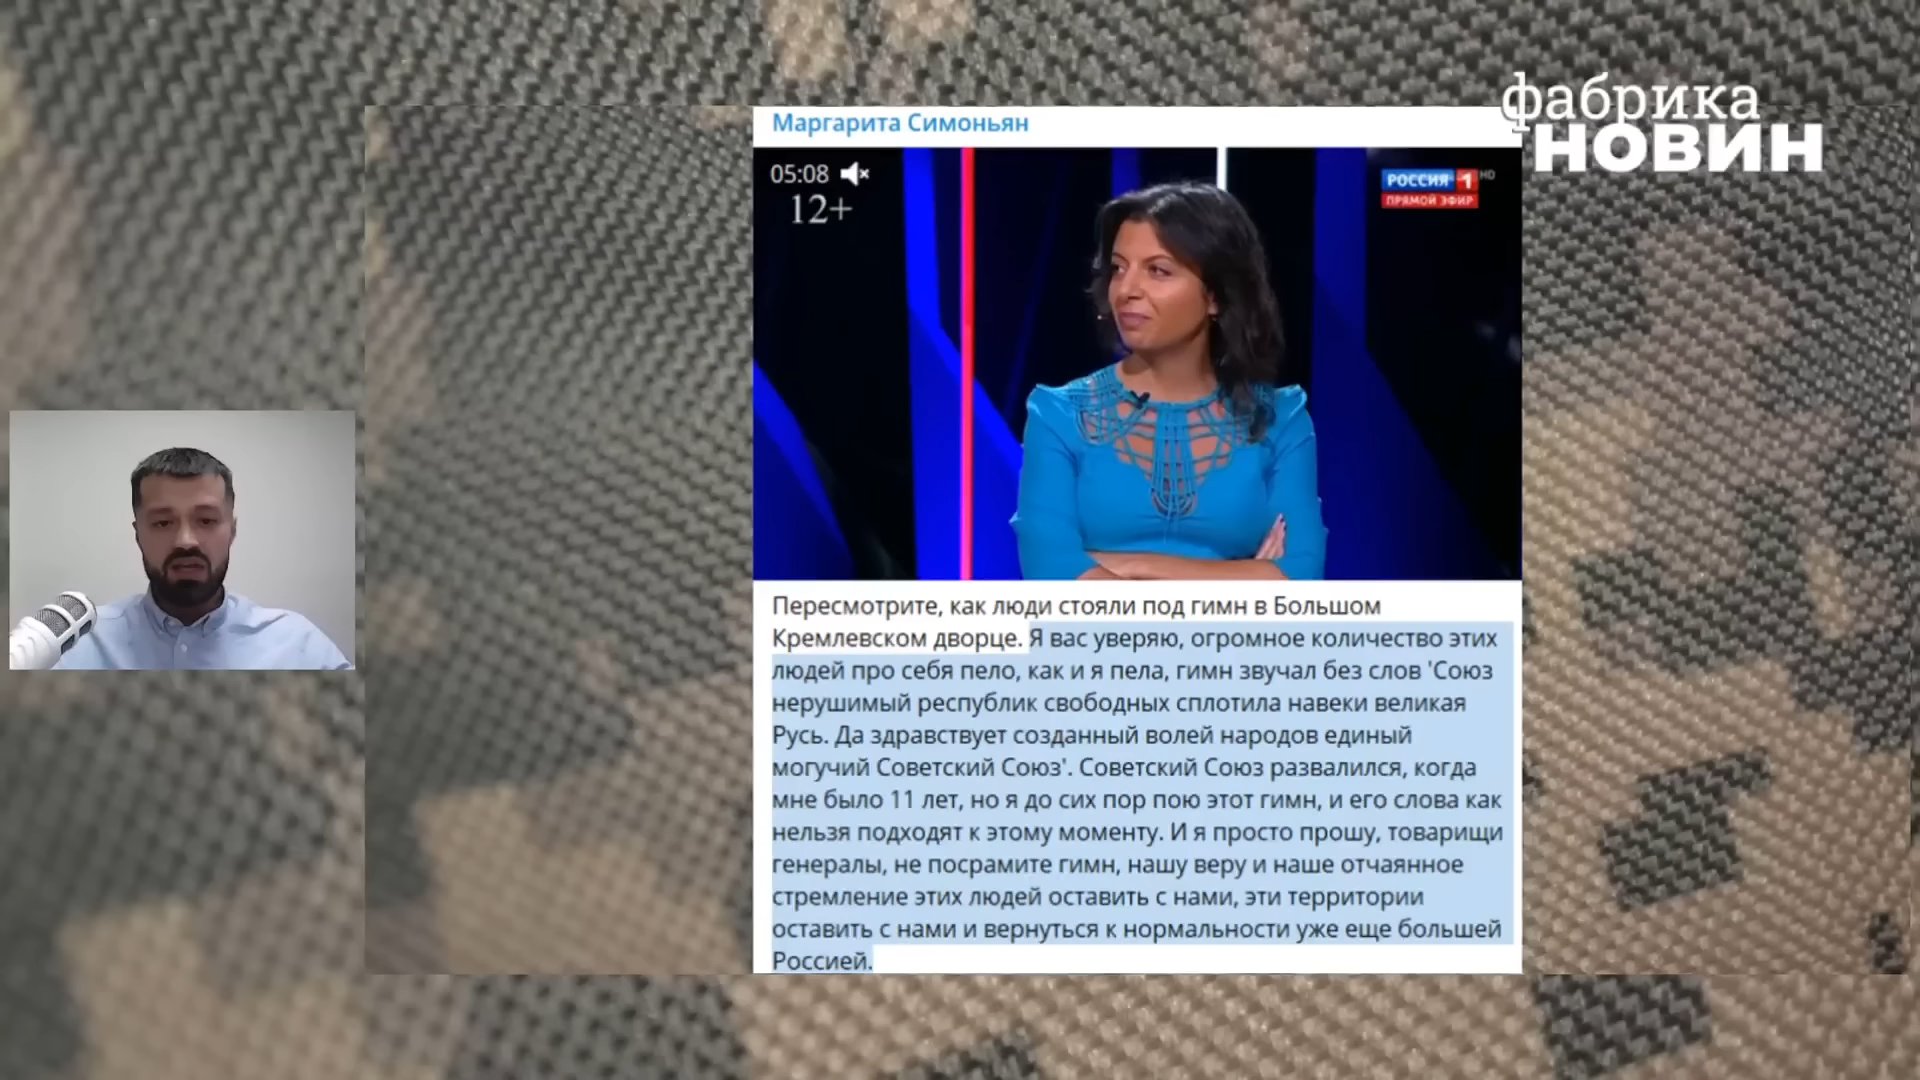 фабрика
НОВИН
Маргарита Симоньян
05:08
12+
РОССИЯ 1 HD
ПРЯМОЙ ЭФИР
Пересмотрите, как люди стояли под гимн в Большом
Кремлевском дворце. Я вас уверяю, огромное количество этих
людей про себя пело, как и я пела, гимн звучал без слов 'Союз
нерушимый республик свободных сплотила навеки великая
Русь. Да здравствует созданный волей народов единый
могучий Советский Союз'. Советский Союз развалился, когда
мне было 11 лет, но я до сих пор пою этот гимн, и его слова как
нельзя подходят к этому моменту. И я просто прошу, товарищи
генералы, не посрамите гимн, нашу веру и наше отчаянное
стремление этих людей оставить с нами, эти территории
оставить с нами и вернуться к нормальности уже еще большей
Россией.